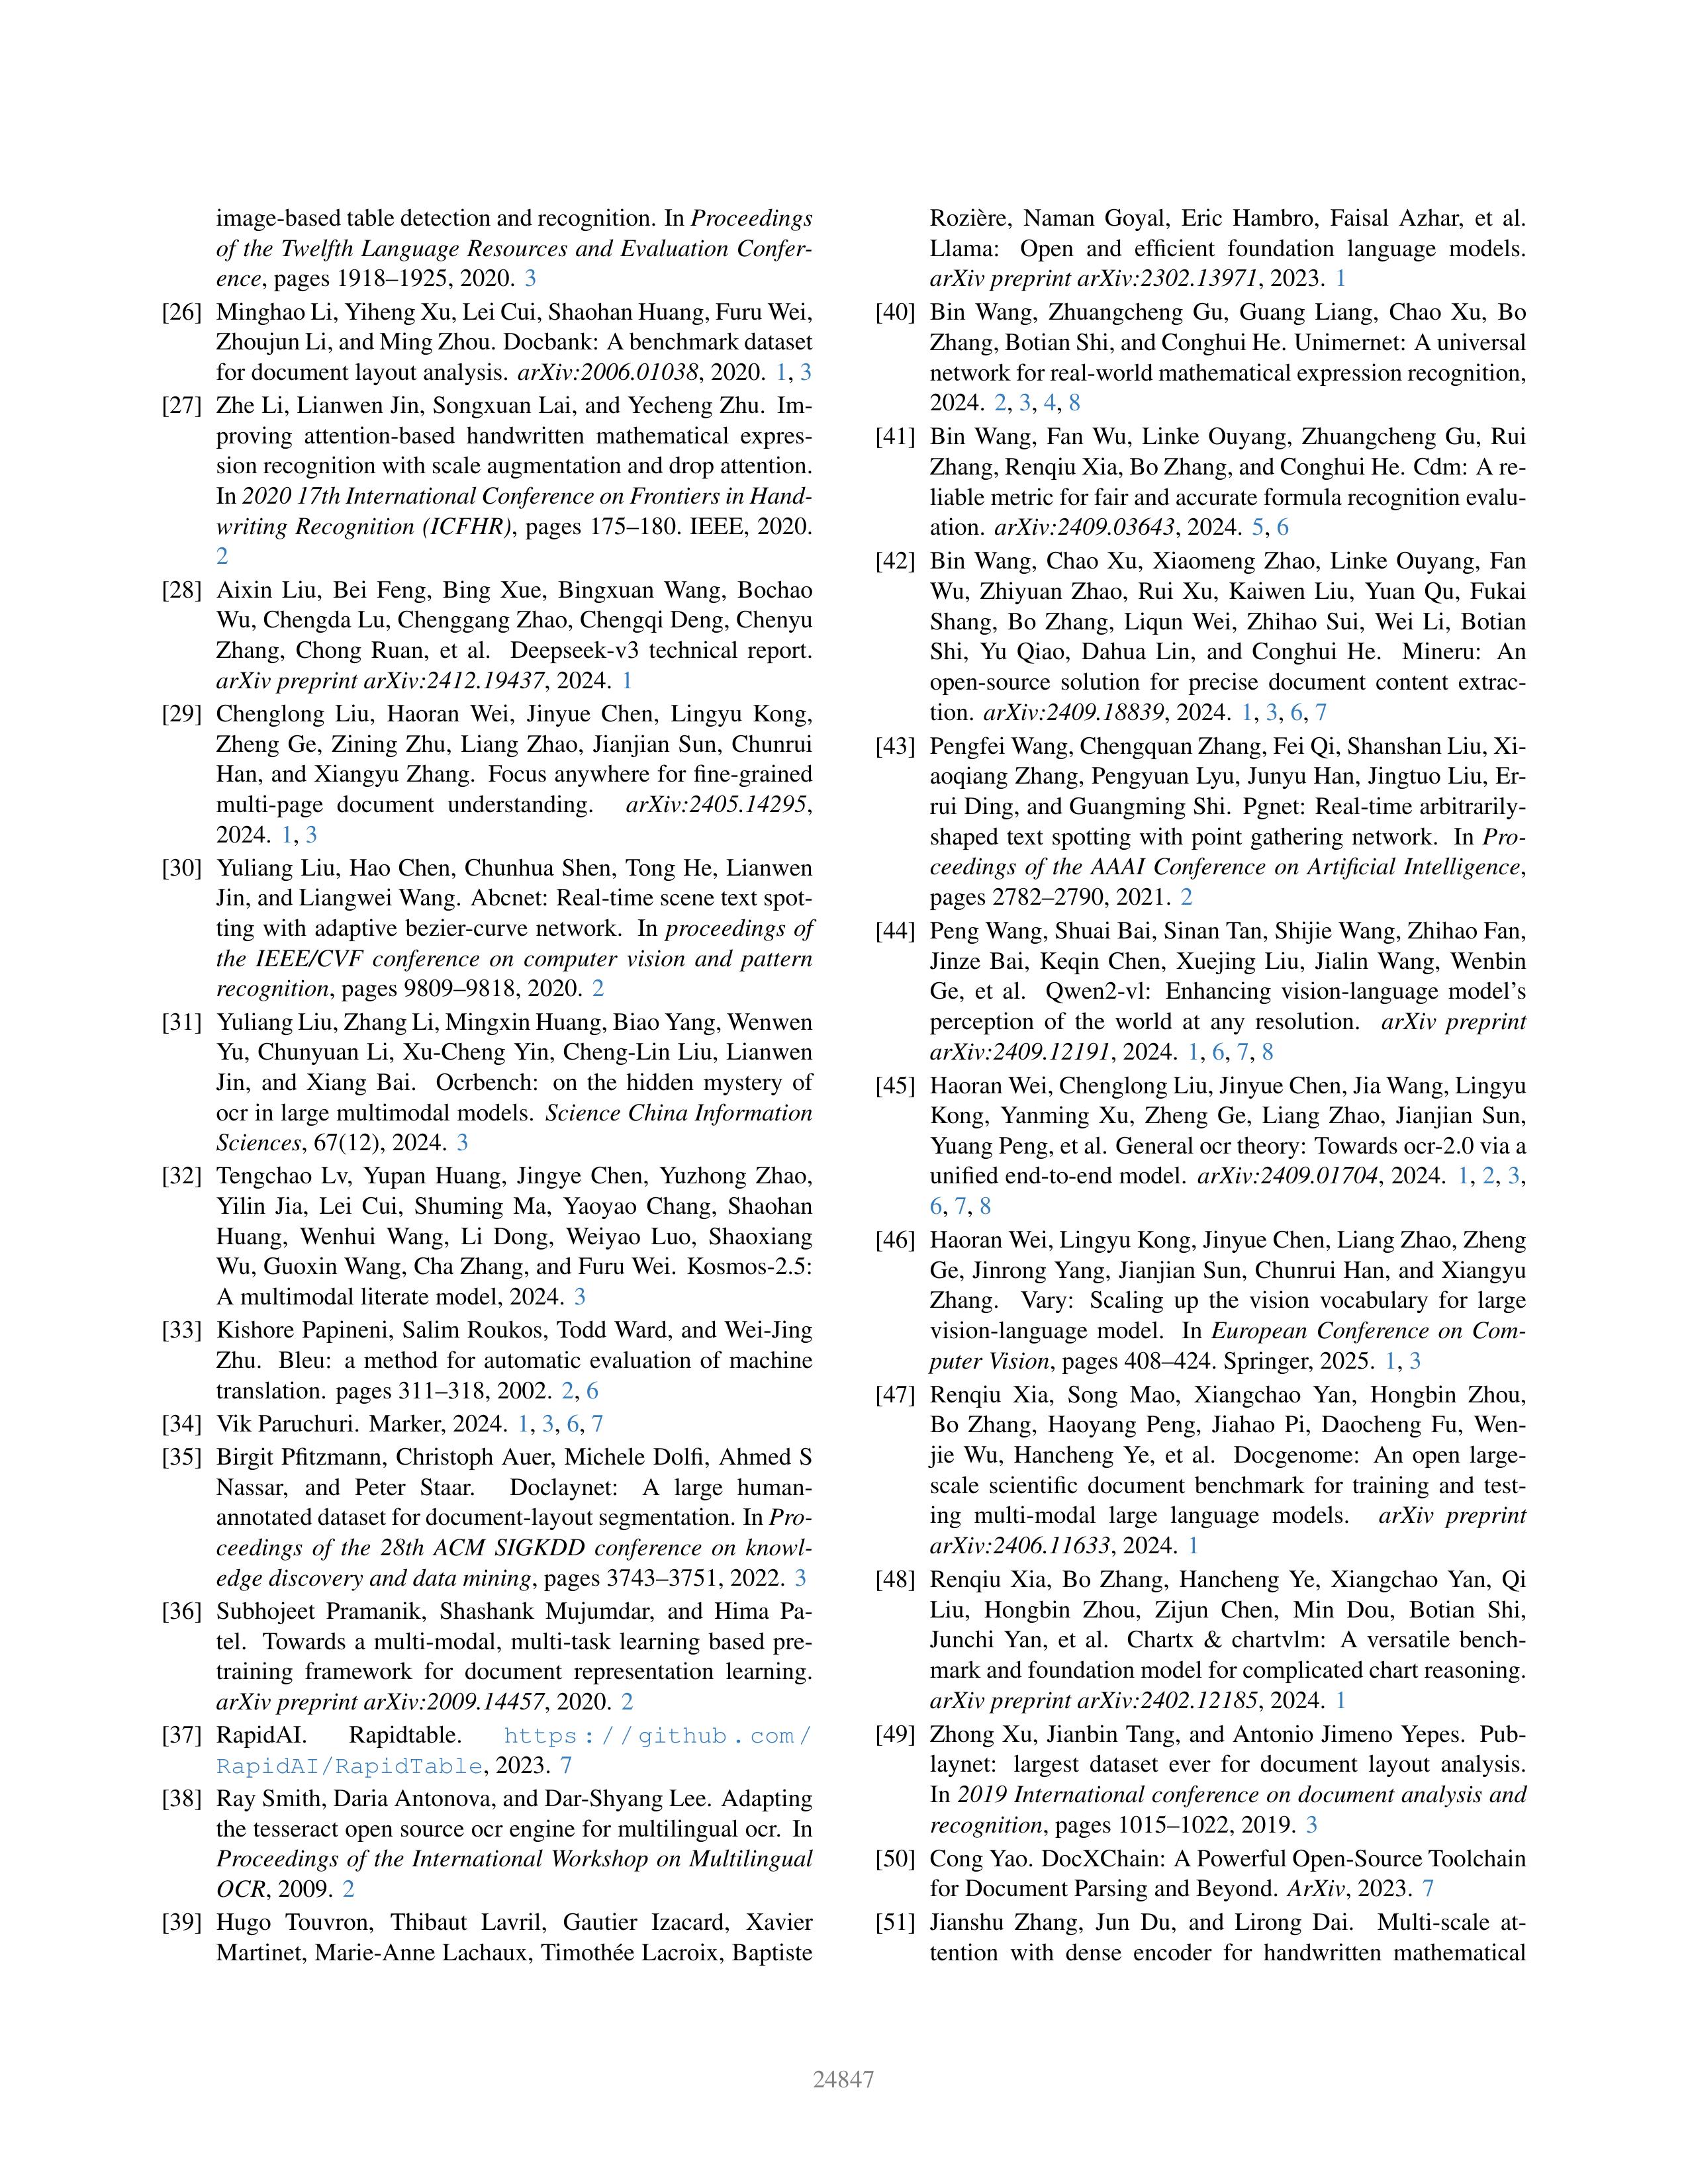 image-based table detection and recognition. In Proceedings
of the Twelfth Language Resources and Evaluation Confer-
ence, pages 1918–1925, 2020. 3
[26] Minghao Li, Yiheng Xu, Lei Cui, Shaohan Huang, Furu Wei,
Zhoujun Li, and Ming Zhou. Docbank: A benchmark dataset
for document layout analysis. arXiv:2006.01038, 2020. 1, 3
[27] Zhe Li, Lianwen Jin, Songxuan Lai, and Yecheng Zhu. Im-
proving attention-based handwritten mathematical expres-
sion recognition with scale augmentation and drop attention.
In 2020 17th International Conference on Frontiers in Hand-
writing Recognition (ICFHR), pages 175–180. IEEE, 2020.
2
[28] Aixin Liu, Bei Feng, Bing Xue, Bingxuan Wang, Bochao
Wu, Chengda Lu, Chenggang Zhao, Chengqi Deng, Chenyu
Zhang, Chong Ruan, et al. Deepseek-v3 technical report.
arXiv preprint arXiv:2412.19437, 2024. 1
[29] Chenglong Liu, Haoran Wei, Jinyue Chen, Lingyu Kong,
Zheng Ge, Zining Zhu, Liang Zhao, Jianjian Sun, Chunrui
Han, and Xiangyu Zhang. Focus anywhere for fine-grained
multi-page document understanding. arXiv:2405.14295,
2024. 1, 3
[30] Yuliang Liu, Hao Chen, Chunhua Shen, Tong He, Lianwen
Jin, and Liangwei Wang. Abcnet: Real-time scene text spot-
ting with adaptive bezier-curve network. In proceedings of
the IEEE/CVF conference on computer vision and pattern
recognition, pages 9809–9818, 2020. 2
[31] Yuliang Liu, Zhang Li, Mingxin Huang, Biao Yang, Wenwen
Yu, Chunyuan Li, Xu-Cheng Yin, Cheng-Lin Liu, Lianwen
Jin, and Xiang Bai. Ocrbench: on the hidden mystery of
ocr in large multimodal models. Science China Information
Sciences, 67(12), 2024. 3
[32] Tengchao Lv, Yupan Huang, Jingye Chen, Yuzhong Zhao,
Yilin Jia, Lei Cui, Shuming Ma, Yaoyao Chang, Shaohan
Huang, Wenhui Wang, Li Dong, Weiyao Luo, Shaoxiang
Wu, Guoxin Wang, Cha Zhang, and Furu Wei. Kosmos-2.5:
A multimodal literate model, 2024. 3
[33] Kishore Papineni, Salim Roukos, Todd Ward, and Wei-Jing
Zhu. Bleu: a method for automatic evaluation of machine
translation. pages 311–318, 2002. 2, 6
[34] Vik Paruchuri. Marker, 2024. 1, 3, 6, 7
[35] Birgit Pfitzmann, Christoph Auer, Michele Dolfi, Ahmed S
Nassar, and Peter Staar. Doclaynet: A large human-
annotated dataset for document-layout segmentation. In Pro-
ceedings of the 28th ACM SIGKDD conference on knowl-
edge discovery and data mining, pages 3743–3751, 2022. 3
[36] Subhojeet Pramanik, Shashank Mujumdar, and Hima Pa-
tel. Towards a multi-modal, multi-task learning based pre-
training framework for document representation learning.
arXiv preprint arXiv:2009.14457, 2020. 2
[37] RapidAI. Rapidtable. https://github.com/
RapidAI/RapidTable, 2023. 7
[38] Ray Smith, Daria Antonova, and Dar-Shyang Lee. Adapting
the tesseract open source ocr engine for multilingual ocr. In
Proceedings of the International Workshop on Multilingual
OCR, 2009. 2
[39] Hugo Touvron, Thibaut Lavril, Gautier Izacard, Xavier
Martinet, Marie-Anne Lachaux, Timothée Lacroix, Baptiste
Rozière, Naman Goyal, Eric Hambro, Faisal Azhar, et al.
Llama: Open and efficient foundation language models.
arXiv preprint arXiv:2302.13971, 2023. 1
[40] Bin Wang, Zhuangcheng Gu, Guang Liang, Chao Xu, Bo
Zhang, Botian Shi, and Conghui He. Unimernet: A universal
network for real-world mathematical expression recognition,
2024. 2, 3, 4, 8
[41] Bin Wang, Fan Wu, Linke Ouyang, Zhuangcheng Gu, Rui
Zhang, Renqiu Xia, Bo Zhang, and Conghui He. Cdm: A re-
liable metric for fair and accurate formula recognition evalu-
ation. arXiv:2409.03643, 2024. 5, 6
[42] Bin Wang, Chao Xu, Xiaomeng Zhao, Linke Ouyang, Fan
Wu, Zhiyuan Zhao, Rui Xu, Kaiwen Liu, Yuan Qu, Fukai
Shang, Bo Zhang, Liqun Wei, Zhihao Sui, Wei Li, Botian
Shi, Yu Qiao, Dahua Lin, and Conghui He. Mineru: An
open-source solution for precise document content extrac-
tion. arXiv:2409.18839, 2024. 1, 3, 6, 7
[43] Pengfei Wang, Chengquan Zhang, Fei Qi, Shanshan Liu, Xi-
aoqiang Zhang, Pengyuan Lyu, Junyu Han, Jingtuo Liu, Er-
rui Ding, and Guangming Shi. Pgnet: Real-time arbitrarily-
shaped text spotting with point gathering network. In Pro-
ceedings of the AAAI Conference on Artificial Intelligence,
pages 2782–2790, 2021. 2
[44] Peng Wang, Shuai Bai, Sinan Tan, Shijie Wang, Zhihao Fan,
Jinze Bai, Keqin Chen, Xuejing Liu, Jialin Wang, Wenbin
Ge, et al. Qwen2-vl: Enhancing vision-language model's
perception of the world at any resolution. arXiv preprint
arXiv:2409.12191, 2024. 1, 6, 7, 8
[45] Haoran Wei, Chenglong Liu, Jinyue Chen, Jia Wang, Lingyu
Kong, Yanming Xu, Zheng Ge, Liang Zhao, Jianjian Sun,
Yuang Peng, et al. General ocr theory: Towards ocr-2.0 via a
unified end-to-end model. arXiv:2409.01704, 2024. 1, 2, 3,
6, 7, 8
[46] Haoran Wei, Lingyu Kong, Jinyue Chen, Liang Zhao, Zheng
Ge, Jinrong Yang, Jianjian Sun, Chunrui Han, and Xiangyu
Zhang. Vary: Scaling up the vision vocabulary for large
vision-language model. In European Conference on Com-
puter Vision, pages 408–424. Springer, 2025. 1, 3
[47] Renqiu Xia, Song Mao, Xiangchao Yan, Hongbin Zhou,
Bo Zhang, Haoyang Peng, Jiahao Pi, Daocheng Fu, Wen-
jie Wu, Hancheng Ye, et al. Docgenome: An open large-
scale scientific document benchmark for training and test-
ing multi-modal large language models. arXiv preprint
arXiv:2406.11633, 2024. 1
[48] Renqiu Xia, Bo Zhang, Hancheng Ye, Xiangchao Yan, Qi
Liu, Hongbin Zhou, Zijun Chen, Min Dou, Botian Shi,
Junchi Yan, et al. Chartx & chartvlm: A versatile bench-
mark and foundation model for complicated chart reasoning.
arXiv preprint arXiv:2402.12185, 2024. 1
[49] Zhong Xu, Jianbin Tang, and Antonio Jimeno Yepes. Pub-
laynet: largest dataset ever for document layout analysis.
In 2019 International conference on document analysis and
recognition, pages 1015–1022, 2019. 3
[50] Cong Yao. DocXChain: A Powerful Open-Source Toolchain
for Document Parsing and Beyond. ArXiv, 2023. 7
[51] Jianshu Zhang, Jun Du, and Lirong Dai. Multi-scale at-
tention with dense encoder for handwritten mathematical
24847